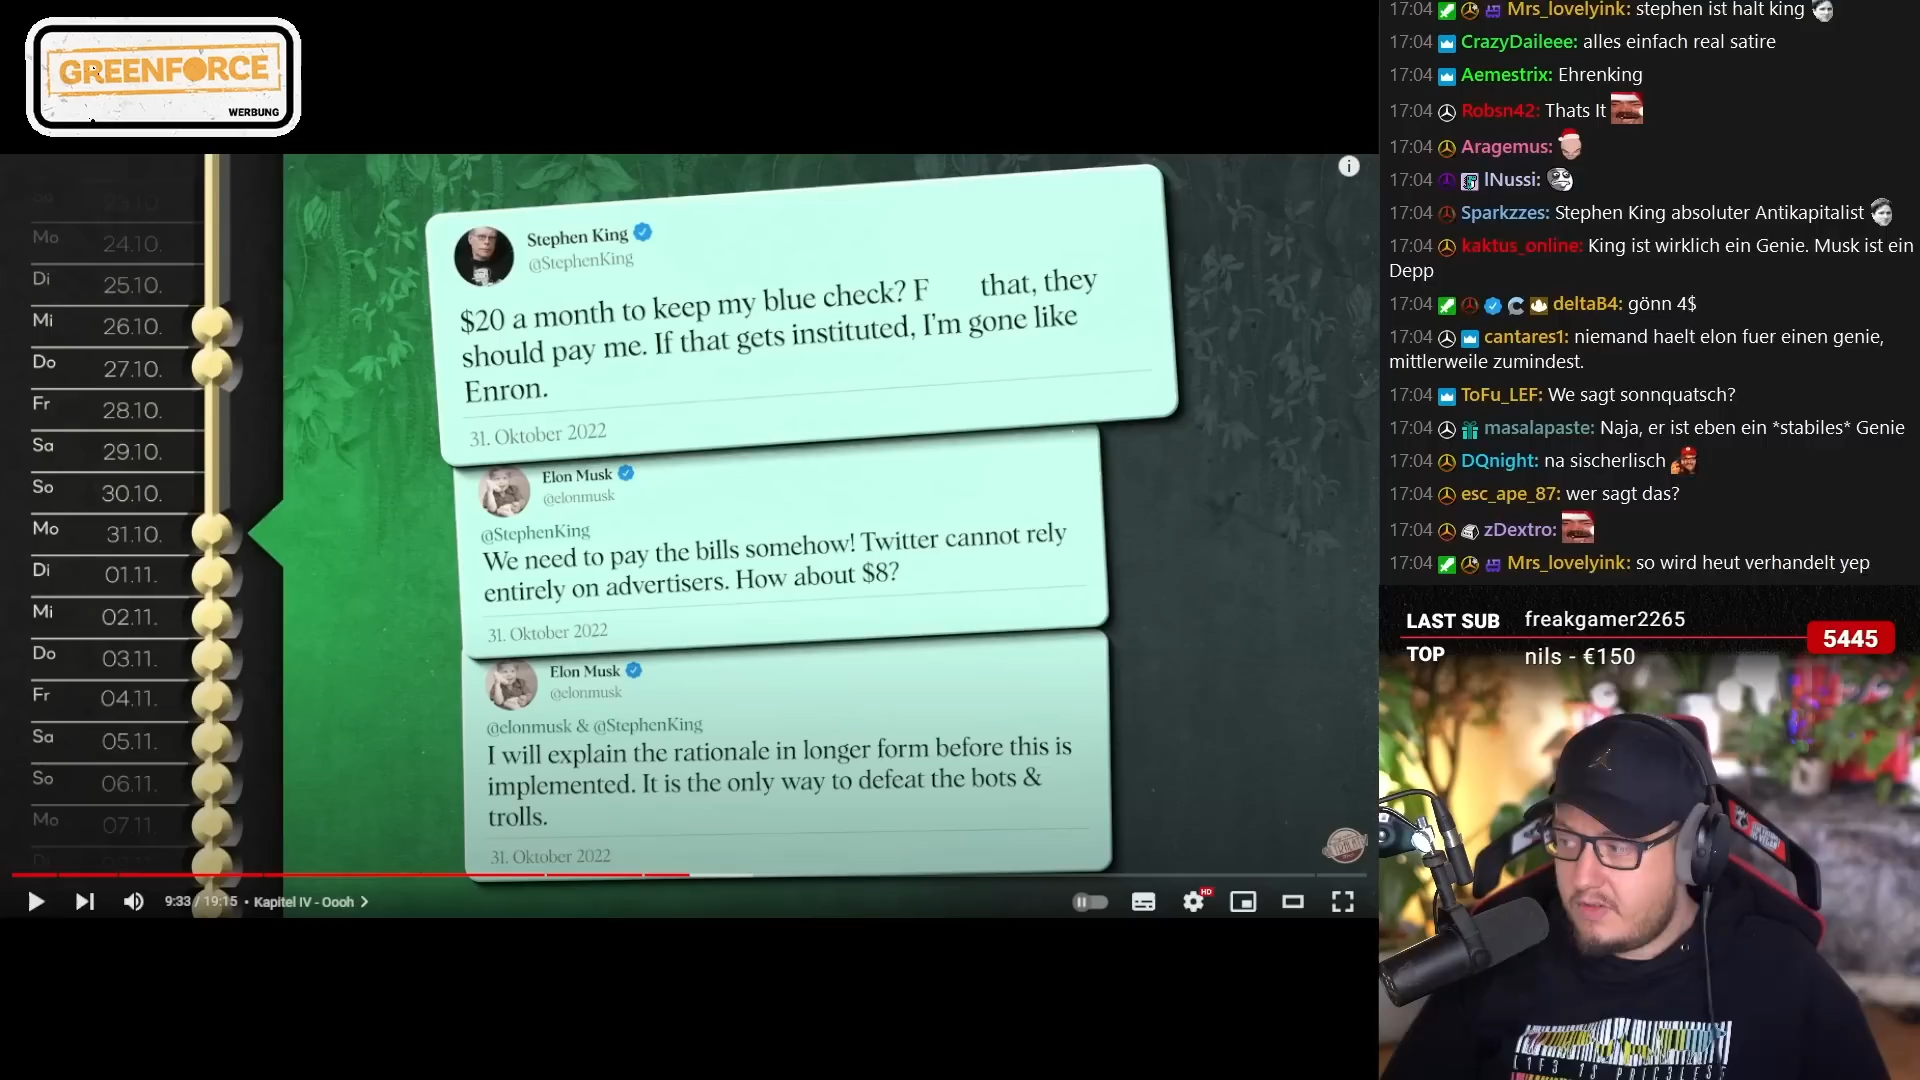 GREENFORCE
WERBUNG
Mo 24.10.
Di 25.10.
Mi 26.10.
Do 27.10.
Fr 28.10.
Sa 29.10.
So 30.10.
Mo 31.10.
Di 01.11.
Mi 02.11.
Do 03.11.
Fr 04.11.
Sa 05.11.
So 06.11.
Mo 07.11.
Stephen King
@StephenKing
$20 a month to keep my blue check? F that, they
should pay me. If that gets instituted, I'm gone like
Enron.
31. Oktober 2022
Elon Musk
@elonmusk
@StephenKing
We need to pay the bills somehow! Twitter cannot rely
entirely on advertisers. How about $8?
31. Oktober 2022
Elon Musk
@elonmusk
@elonmusk & @StephenKing
I will explain the rationale in longer form before this is
implemented. It is the only way to defeat the bots &
trolls.
31. Oktober 2022
9:33 / 19:15 • Kapitel IV - Oooh
HD
17:04 Mrs_lovelyink: stephen ist halt king
17:04 CrazyDaileee: alles einfach real satire
17:04 Aemestrix: Ehrenking
17:04 Robsn42: Thats It
17:04 Aragemus:
17:04 lNussi:
17:04 Sparkzzes: Stephen King absoluter Antikapitalist
17:04 kaktus_online: King ist wirklich ein Genie. Musk ist ein
Depp
17:04 deltaB4: gönn 4$
17:04 cantares1: niemand haelt elon fuer einen genie,
mittlerweile zumindest.
17:04 ToFu_LEF: We sagt sonnquatsch?
17:04 masalapaste: Naja, er ist eben ein *stabiles* Genie
17:04 DQnight: na sischerlisch
17:04 esc_ape_87: wer sagt das?
17:04 zDextro:
17:04 Mrs_lovelyink: so wird heut verhandelt yep
LAST SUB freakgamer2265
5445
TOP nils - €150